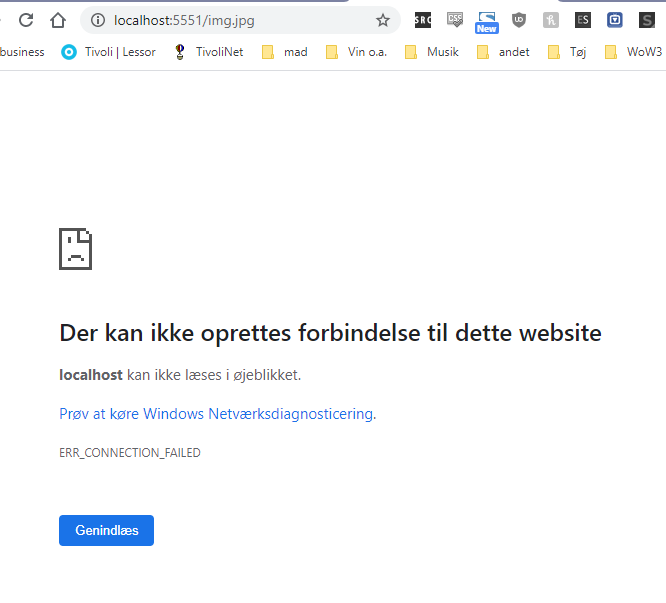 localhost:5551/img.jpg
SRC
CSP
New
UD
ES
S
business Tivoli | Lessor TivoliNet mad Vin o.a. Musik andet Tøj WoW3
Der kan ikke oprettes forbindelse til dette website
localhost kan ikke læses i øjeblikket.
Prøv at køre Windows Netværksdiagnosticering.
ERR_CONNECTION_FAILED
Genindlæs